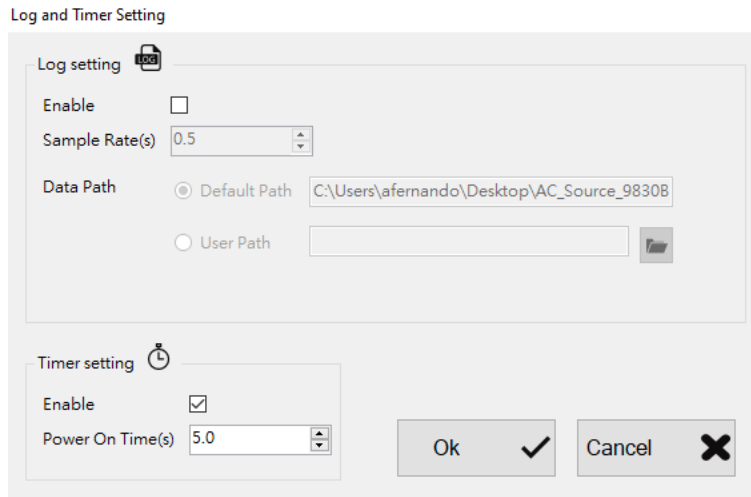 Log and Timer Setting
Log setting LOG
Enable
Sample Rate(s) 0.5
Data Path Default Path C:\Users\afernando\Desktop\AC_Source_9830B
User Path
Timer setting
Enable
Power On Time(s) 5.0
Ok Cancel